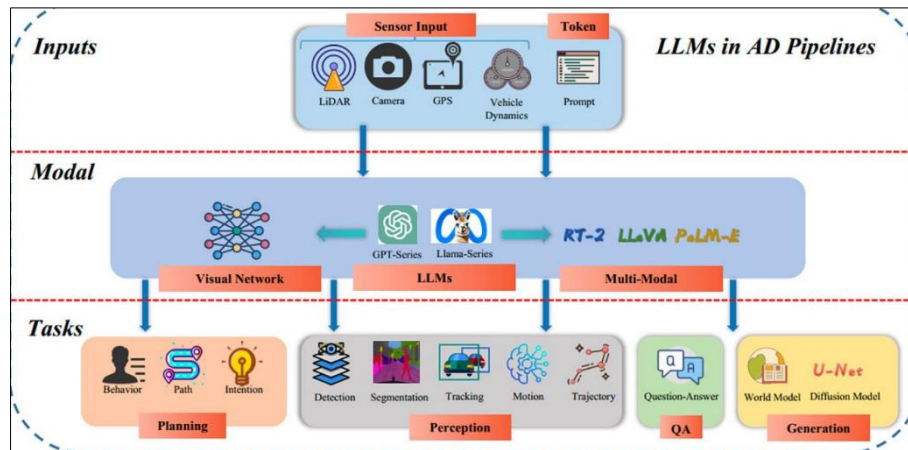 Inputs
Sensor Input
Token
LLMs in AD Pipelines
LiDAR
Camera
GPS
Vehicle
Dynamics
Prompt
Modal
GPT-Series
Llama-Series
RT-2 LLaVA PaLM-E
Visual Network
LLMs
Multi-Modal
Tasks
Behavior
Path
Intention
Detection
Segmentation
Tracking
Motion
Trajectory
Q
A
Question-Answer
U-Net
World Model
Diffusion Model
Planning
Perception
QA
Generation